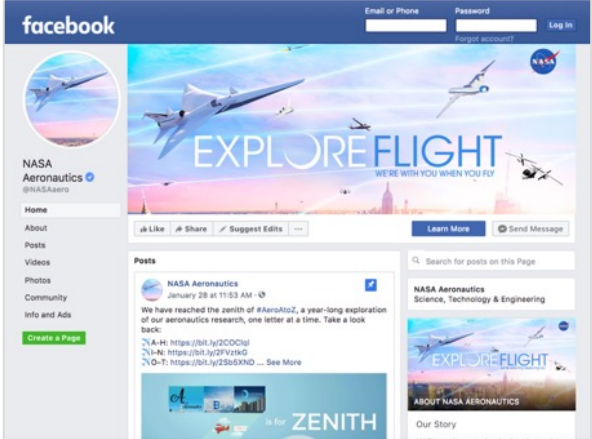 facebook
Email or Phone
Password
Log In
Forgot account?
NASA
EXPLORE FLIGHT
WE'RE WITH YOU WHEN YOU FLY
NASA
Aeronautics
@NASAaero
Home
About
Posts
Videos
Photos
Community
Info and Ads
Create a Page
Like
Share
Suggest Edits
...
Learn More
Send Message
Posts
NASA Aeronautics
January 28 at 11:53 AM ·
We have reached the zenith of #AeroAtoZ, a year-long exploration
of our aeronautics research, one letter at a time. Take a look
back:
A-H: https://bit.ly/2COClqI
I-N: https://bit.ly/2FVztkG
O-T: https://bit.ly/2Sb5XND ... See More
is for ZENITH
Search for posts on this Page
NASA Aeronautics
Science, Technology & Engineering
EXPLORE FLIGHT
ABOUT NASA AERONAUTICS
Our Story